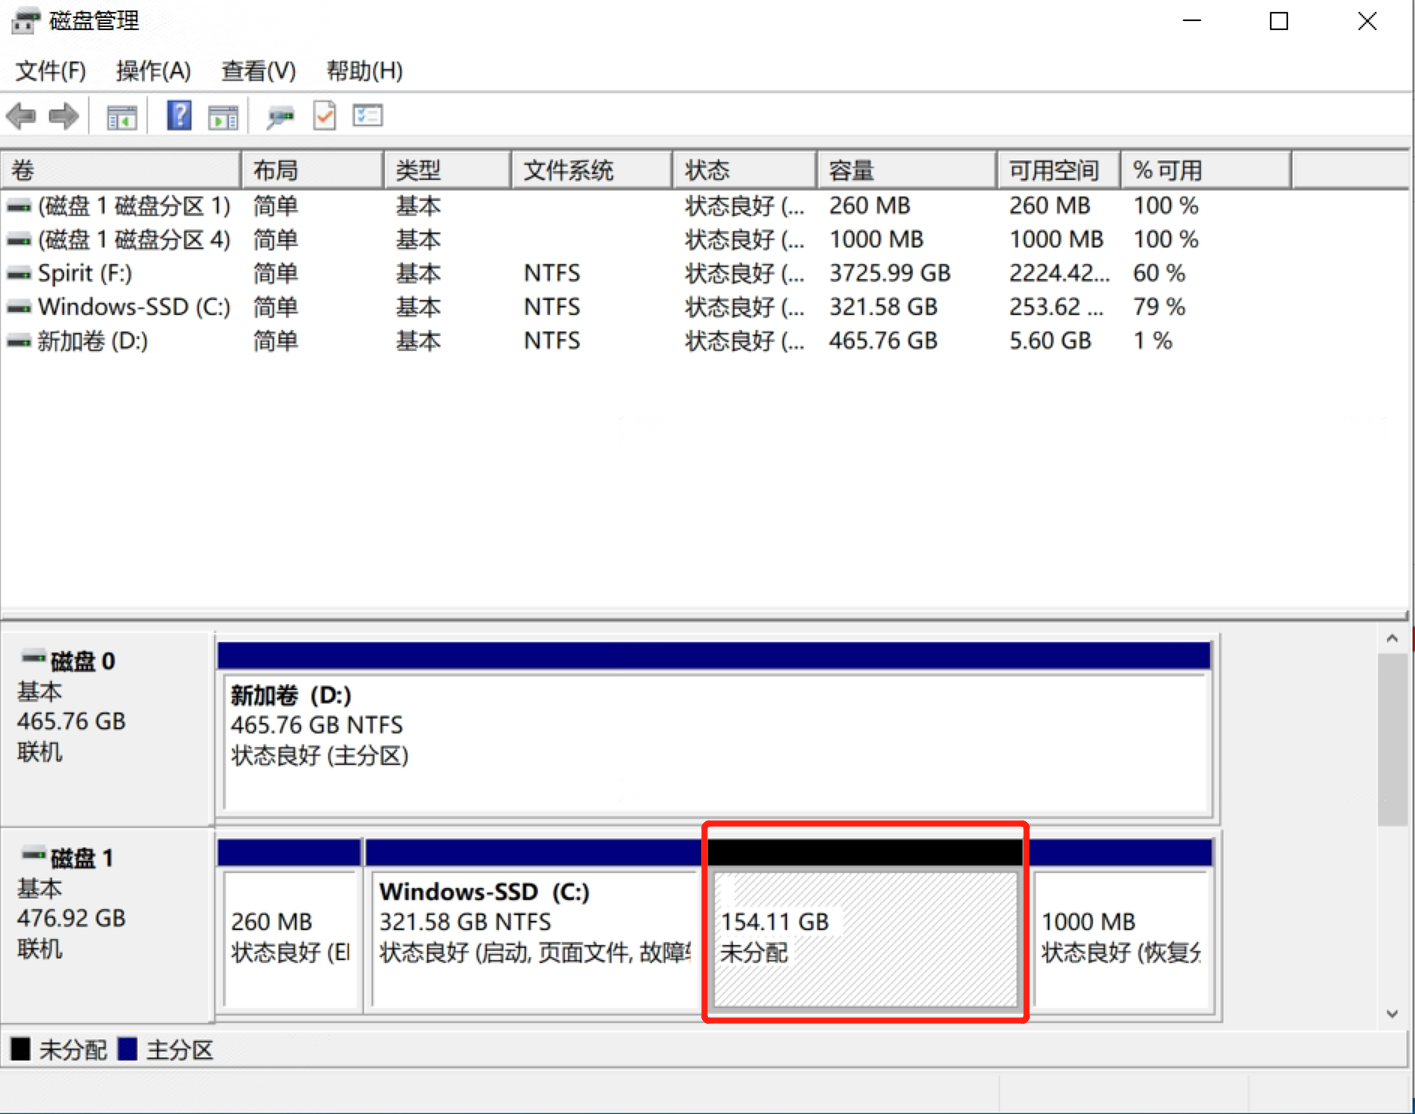 磁盘管理
文件(F) 操作(A) 查看(V) 帮助(H)
卷 布局 类型 文件系统 状态 容量 可用空间 % 可用
(磁盘 1 磁盘分区 1) 简单 基本 状态良好 (... 260 MB 260 MB 100 %
(磁盘 1 磁盘分区 4) 简单 基本 状态良好 (... 1000 MB 1000 MB 100 %
Spirit (F:) 简单 基本 NTFS 状态良好 (... 3725.99 GB 2224.42... 60 %
Windows-SSD (C:) 简单 基本 NTFS 状态良好 (... 321.58 GB 253.62 ... 79 %
新加卷 (D:) 简单 基本 NTFS 状态良好 (... 465.76 GB 5.60 GB 1 %
磁盘 0
基本
465.76 GB
联机
新加卷 (D:)
465.76 GB NTFS
状态良好 (主分区)
磁盘 1
基本
476.92 GB
联机
260 MB
状态良好 (EI
Windows-SSD (C:)
321.58 GB NTFS
状态良好 (启动, 页面文件, 故障
154.11 GB
未分配
1000 MB
状态良好 (恢复分
未分配 主分区